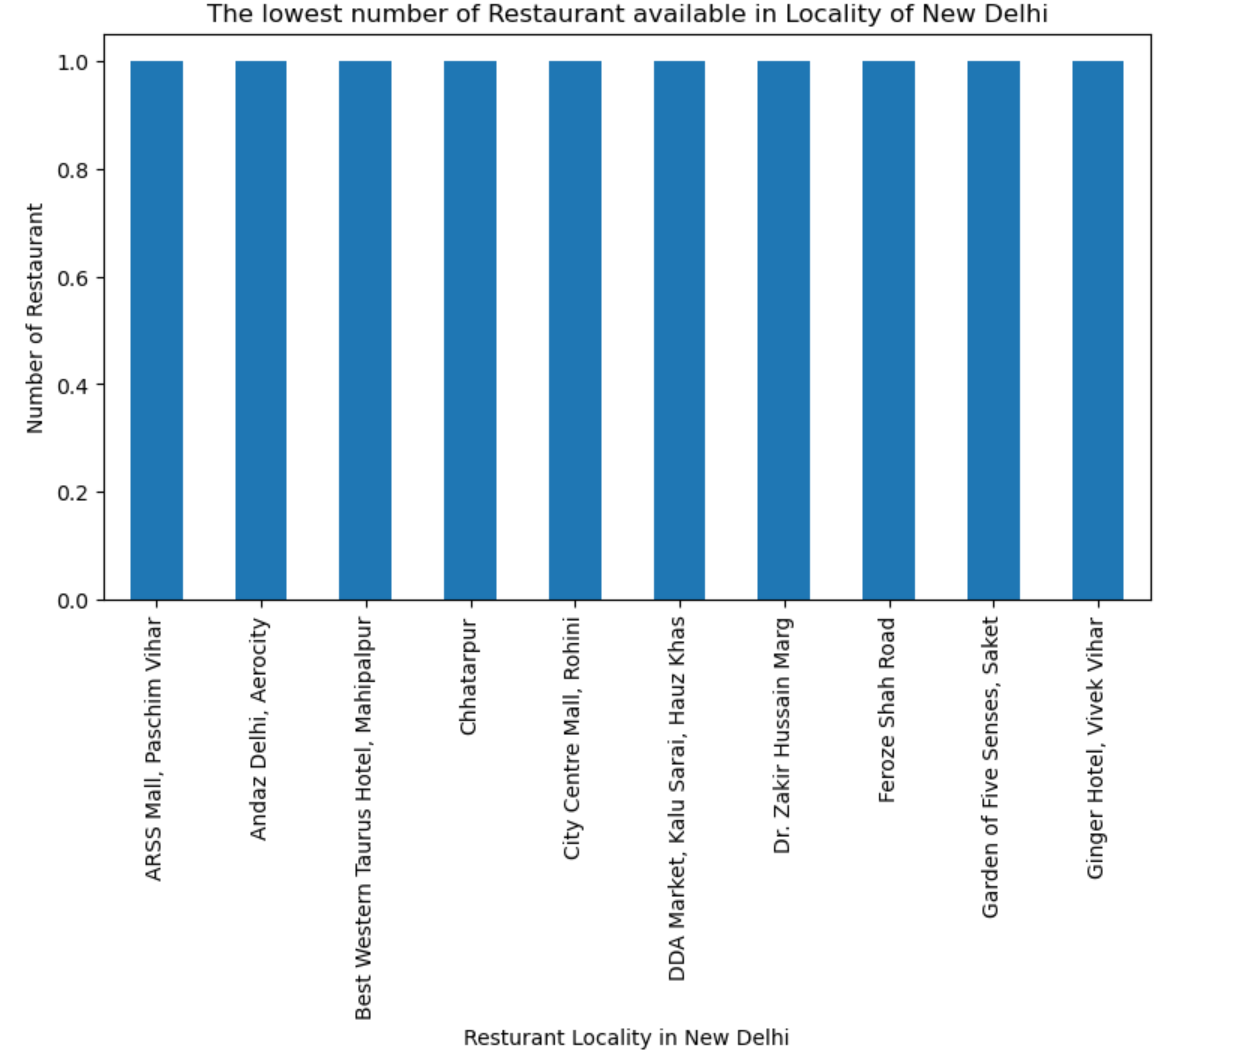 The lowest number of Restaurant available in Locality of New Delhi
Number of Restaurant
1.0
0.8
0.6
0.4
0.2
0.0
ARSS Mall, Paschim Vihar
Andaz Delhi, Aerocity
Best Western Taurus Hotel, Mahipalpur
Chhatarpur
City Centre Mall, Rohini
DDA Market, Kalu Sarai, Hauz Khas
Dr. Zakir Hussain Marg
Feroze Shah Road
Garden of Five Senses, Saket
Ginger Hotel, Vivek Vihar
Resturant Locality in New Delhi